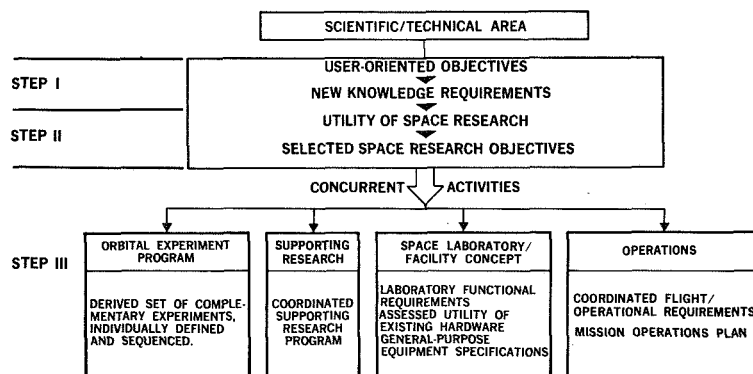 SCIENTIFIC/TECHNICAL AREA
STEP I
USER-ORIENTED OBJECTIVES
NEW KNOWLEDGE REQUIREMENTS
STEP II
UTILITY OF SPACE RESEARCH
SELECTED SPACE RESEARCH OBJECTIVES
CONCURRENT ACTIVITIES
STEP III
ORBITAL EXPERIMENT
PROGRAM
DERIVED SET OF COMPLE-
MENTARY EXPERIMENTS,
INDIVIDUALLY DEFINED
AND SEQUENCED.
SUPPORTING
RESEARCH
COORDINATED
SUPPORTING
RESEARCH
PROGRAM
SPACE LABORATORY/
FACILITY CONCEPT
LABORATORY FUNCTIONAL
REQUIREMENTS
ASSESSED UTILITY OF
EXISTING HARDWARE
GENERAL-PURPOSE
EQUIPMENT SPECIFICATIONS
OPERATIONS
COORDINATED FLIGHT/
OPERATIONAL REQUIREMENTS
MISSION OPERATIONS PLAN